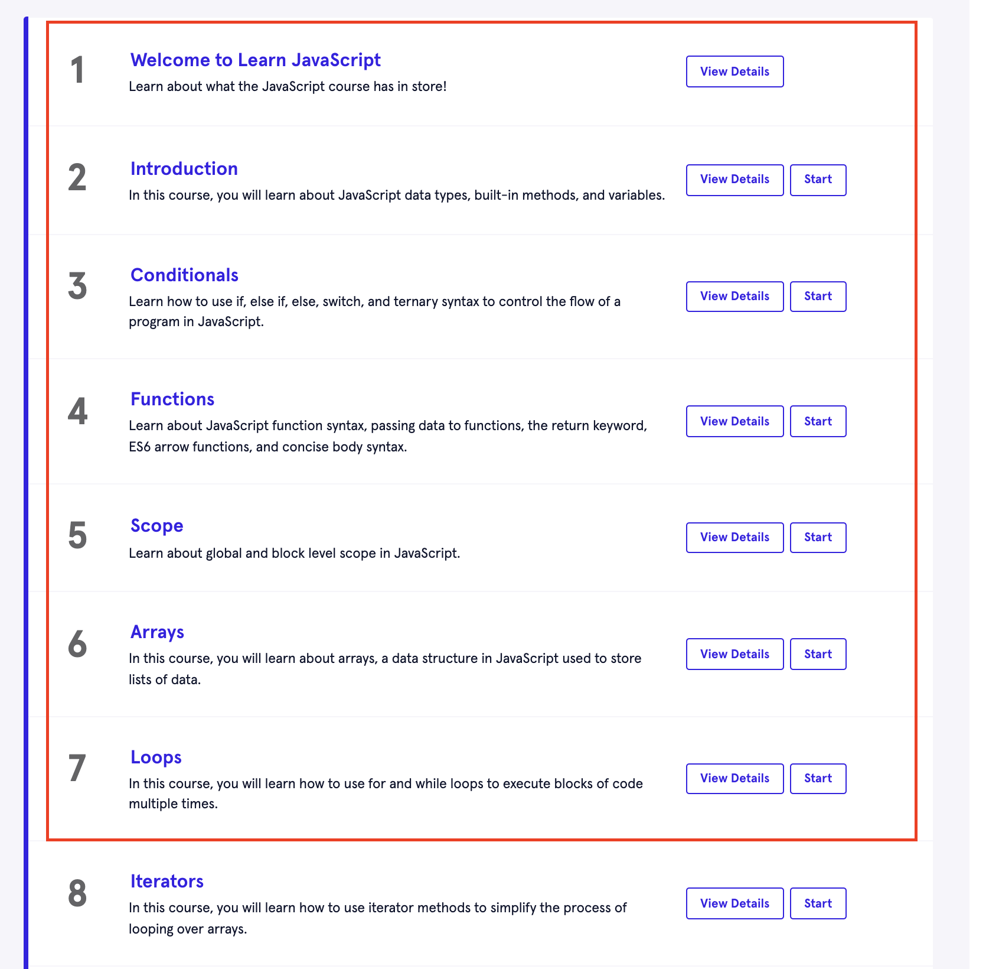 1
Welcome to Learn JavaScript
Learn about what the JavaScript course has in store!
View Details
2
Introduction
In this course, you will learn about JavaScript data types, built-in methods, and variables.
View Details
Start
3
Conditionals
Learn how to use if, else if, else, switch, and ternary syntax to control the flow of a
program in JavaScript.
View Details
Start
4
Functions
Learn about JavaScript function syntax, passing data to functions, the return keyword,
ES6 arrow functions, and concise body syntax.
View Details
Start
5
Scope
Learn about global and block level scope in JavaScript.
View Details
Start
6
Arrays
In this course, you will learn about arrays, a data structure in JavaScript used to store
lists of data.
View Details
Start
7
Loops
In this course, you will learn how to use for and while loops to execute blocks of code
multiple times.
View Details
Start
8
Iterators
In this course, you will learn how to use iterator methods to simplify the process of
looping over arrays.
View Details
Start